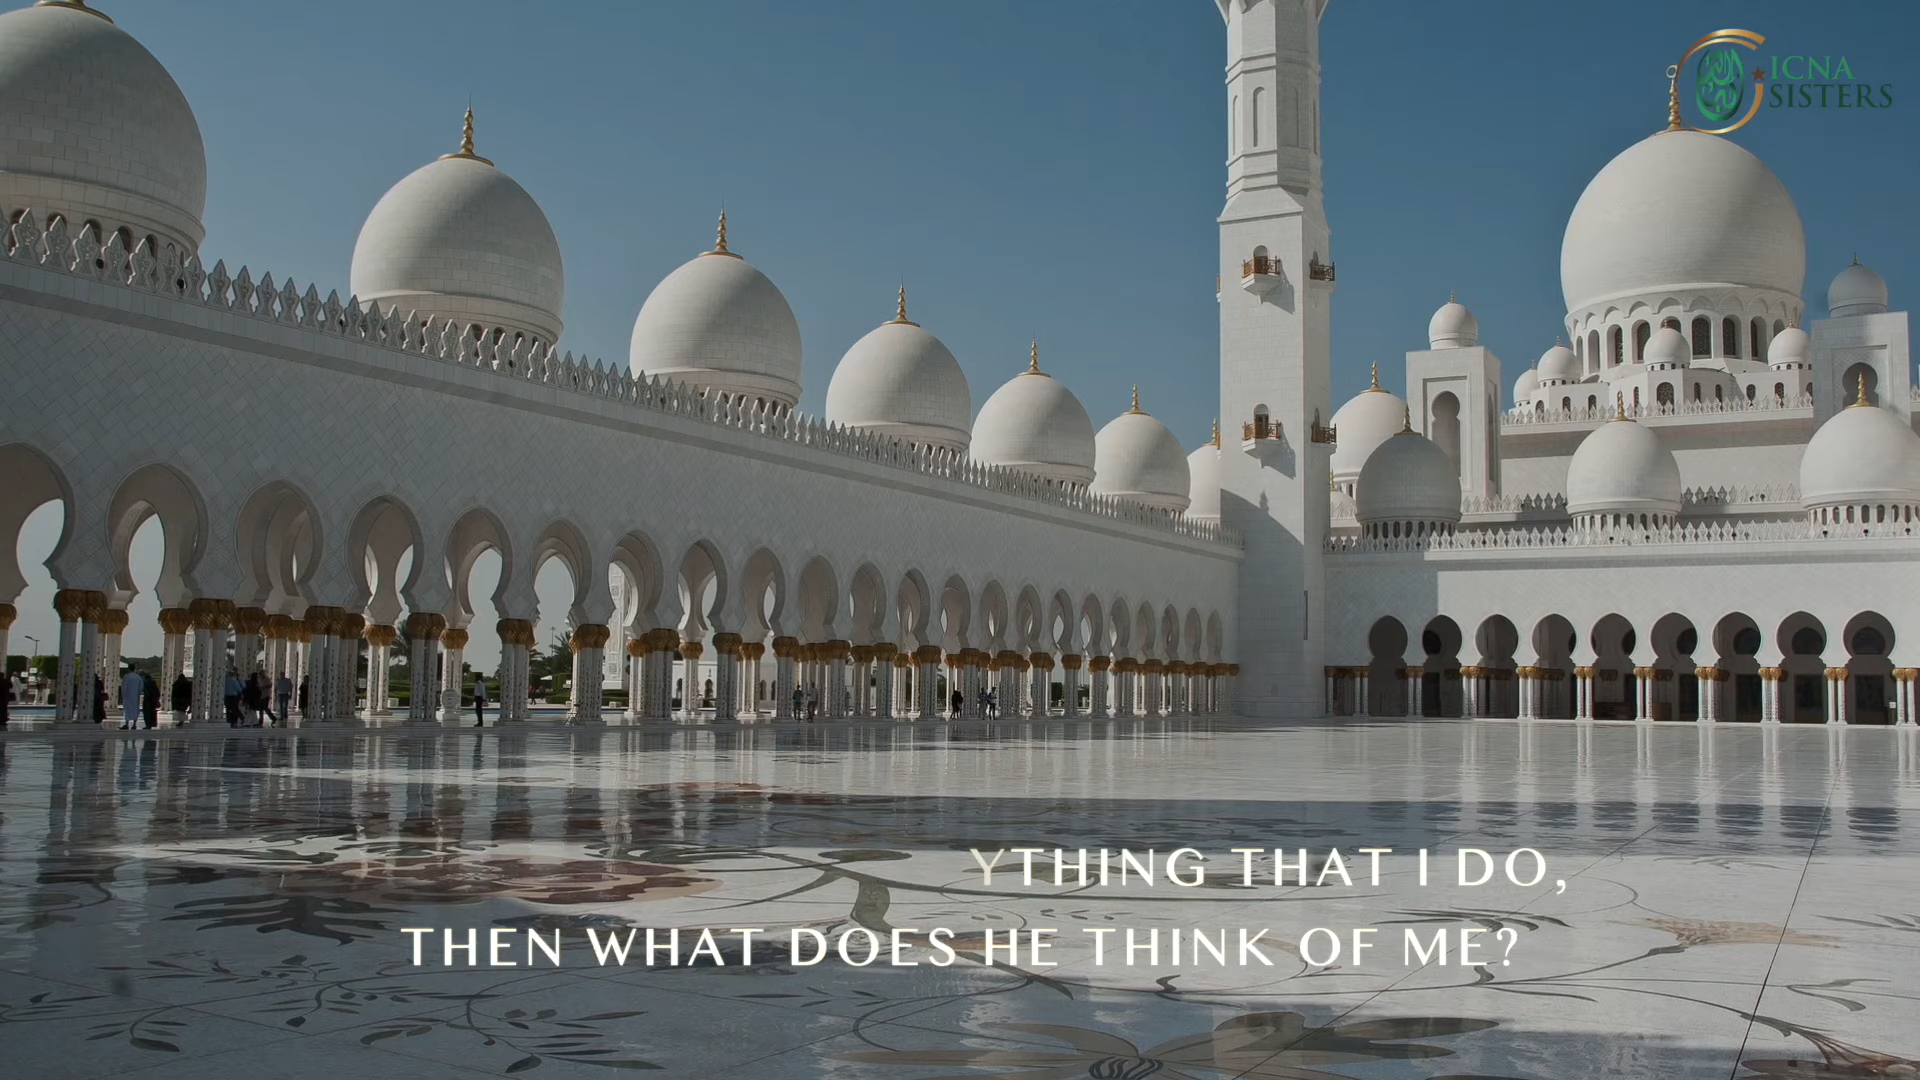 ICNA
SISTERS
YTHING THAT I DO,
THEN WHAT DOES HE THINK OF ME?